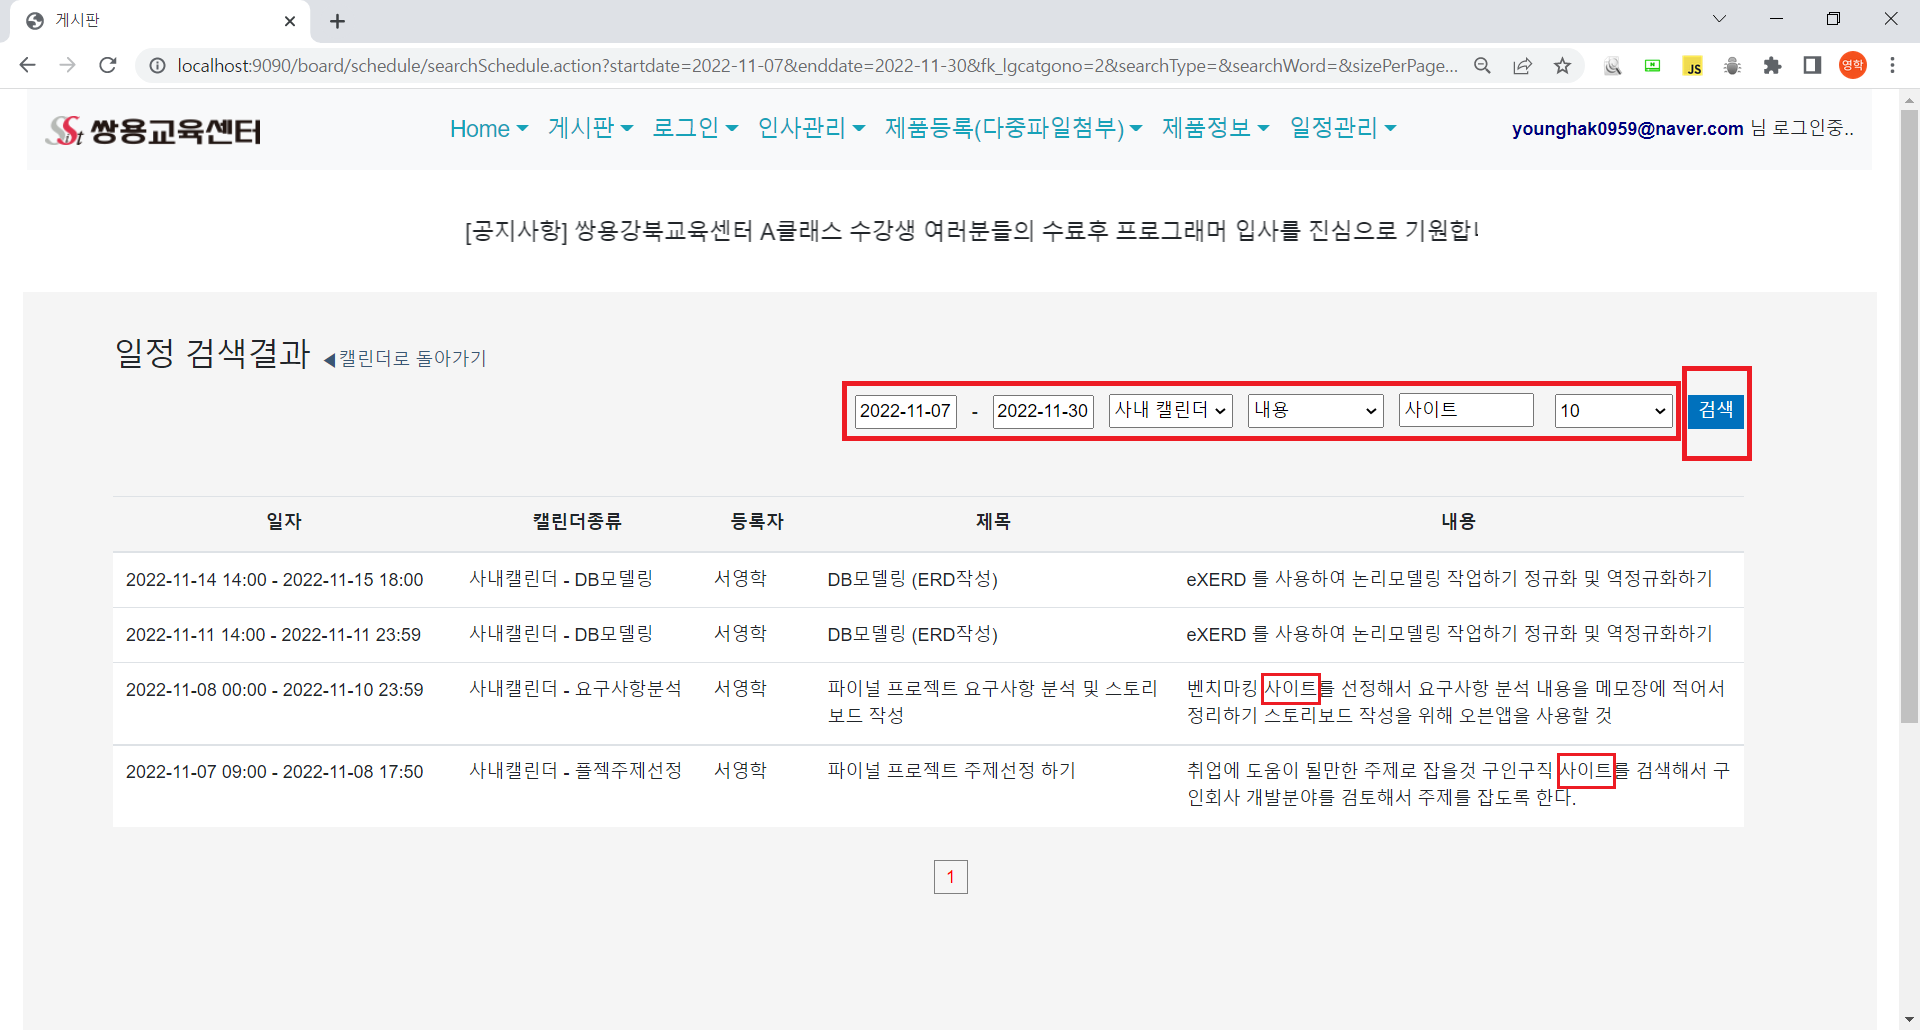 게시판
localhost:9090/board/schedule/searchSchedule.action?startdate=2022-11-07&enddate=2022-11-30&fk_lgcatgono=2&searchType=&searchWord=&sizePerPage...
JS
영학
Sist 쌍용교육센터 Home 게시판 로그인 인사관리 제품등록(다중파일첨부) 제품정보 일정관리 younghak0959@naver.com 님 로그인중..
[공지사항] 쌍용강북교육센터 A클래스 수강생 여러분들의 수료후 프로그래머 입사를 진심으로 기원합니
일정 검색결과 ◀캘린더로 돌아가기
2022-11-07 - 2022-11-30 사내 캘린더 내용 사이트 10 검색
일자 캘린더종류 등록자 제목 내용
2022-11-14 14:00 - 2022-11-15 18:00 사내캘린더 - DB모델링 서영학 DB모델링 (ERD작성) eXERD 를 사용하여 논리모델링 작업하기 정규화 및 역정규화하기
2022-11-11 14:00 - 2022-11-11 23:59 사내캘린더 - DB모델링 서영학 DB모델링 (ERD작성) eXERD 를 사용하여 논리모델링 작업하기 정규화 및 역정규화하기
2022-11-08 00:00 - 2022-11-10 23:59 사내캘린더 - 요구사항분석 서영학 파이널 프로젝트 요구사항 분석 및 스토리 벤치마킹 사이트를 선정해서 요구사항 분석 내용을 메모장에 적어서
보드 작성 정리하기 스토리보드 작성을 위해 오븐앱을 사용할 것
2022-11-07 09:00 - 2022-11-08 17:50 사내캘린더 - 플젝주제선정 서영학 파이널 프로젝트 주제선정 하기 취업에 도움이 될만한 주제로 잡을것 구인구직 사이트를 검색해서 구
인회사 개발분야를 검토해서 주제를 잡도록 한다.
1